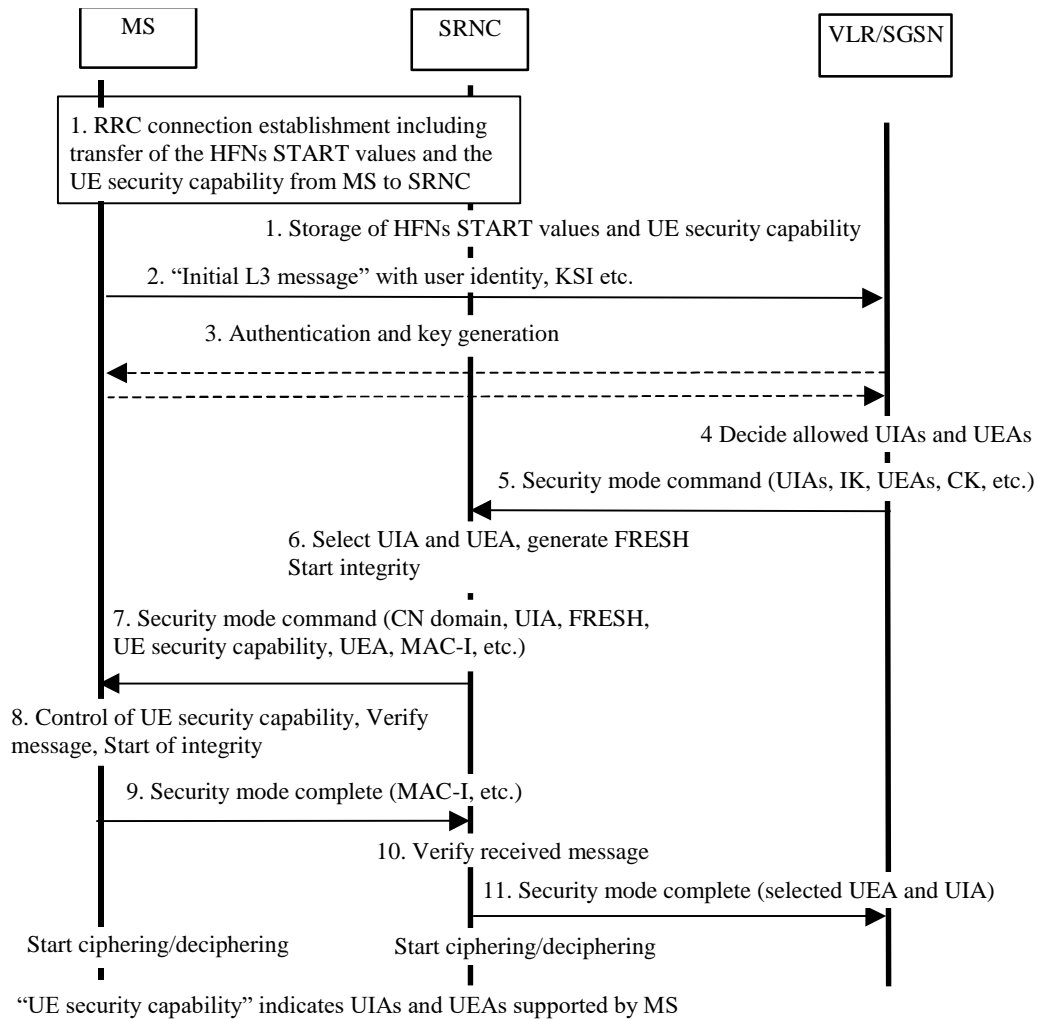 MS
SRNC
VLR/SGSN
1. RRC connection establishment including
transfer of the HFNs START values and the
UE security capability from MS to SRNC
1. Storage of HFNs START values and UE security capability
2. “Initial L3 message” with user identity, KSI etc.
3. Authentication and key generation
4 Decide allowed UIAs and UEAs
5. Security mode command (UIAs, IK, UEAs, CK, etc.)
6. Select UIA and UEA, generate FRESH
Start integrity
7. Security mode command (CN domain, UIA, FRESH,
UE security capability, UEA, MAC-I, etc.)
8. Control of UE security capability, Verify
message, Start of integrity
9. Security mode complete (MAC-I, etc.)
10. Verify received message
11. Security mode complete (selected UEA and UIA)
Start ciphering/deciphering
Start ciphering/deciphering
“UE security capability” indicates UIAs and UEAs supported by MS